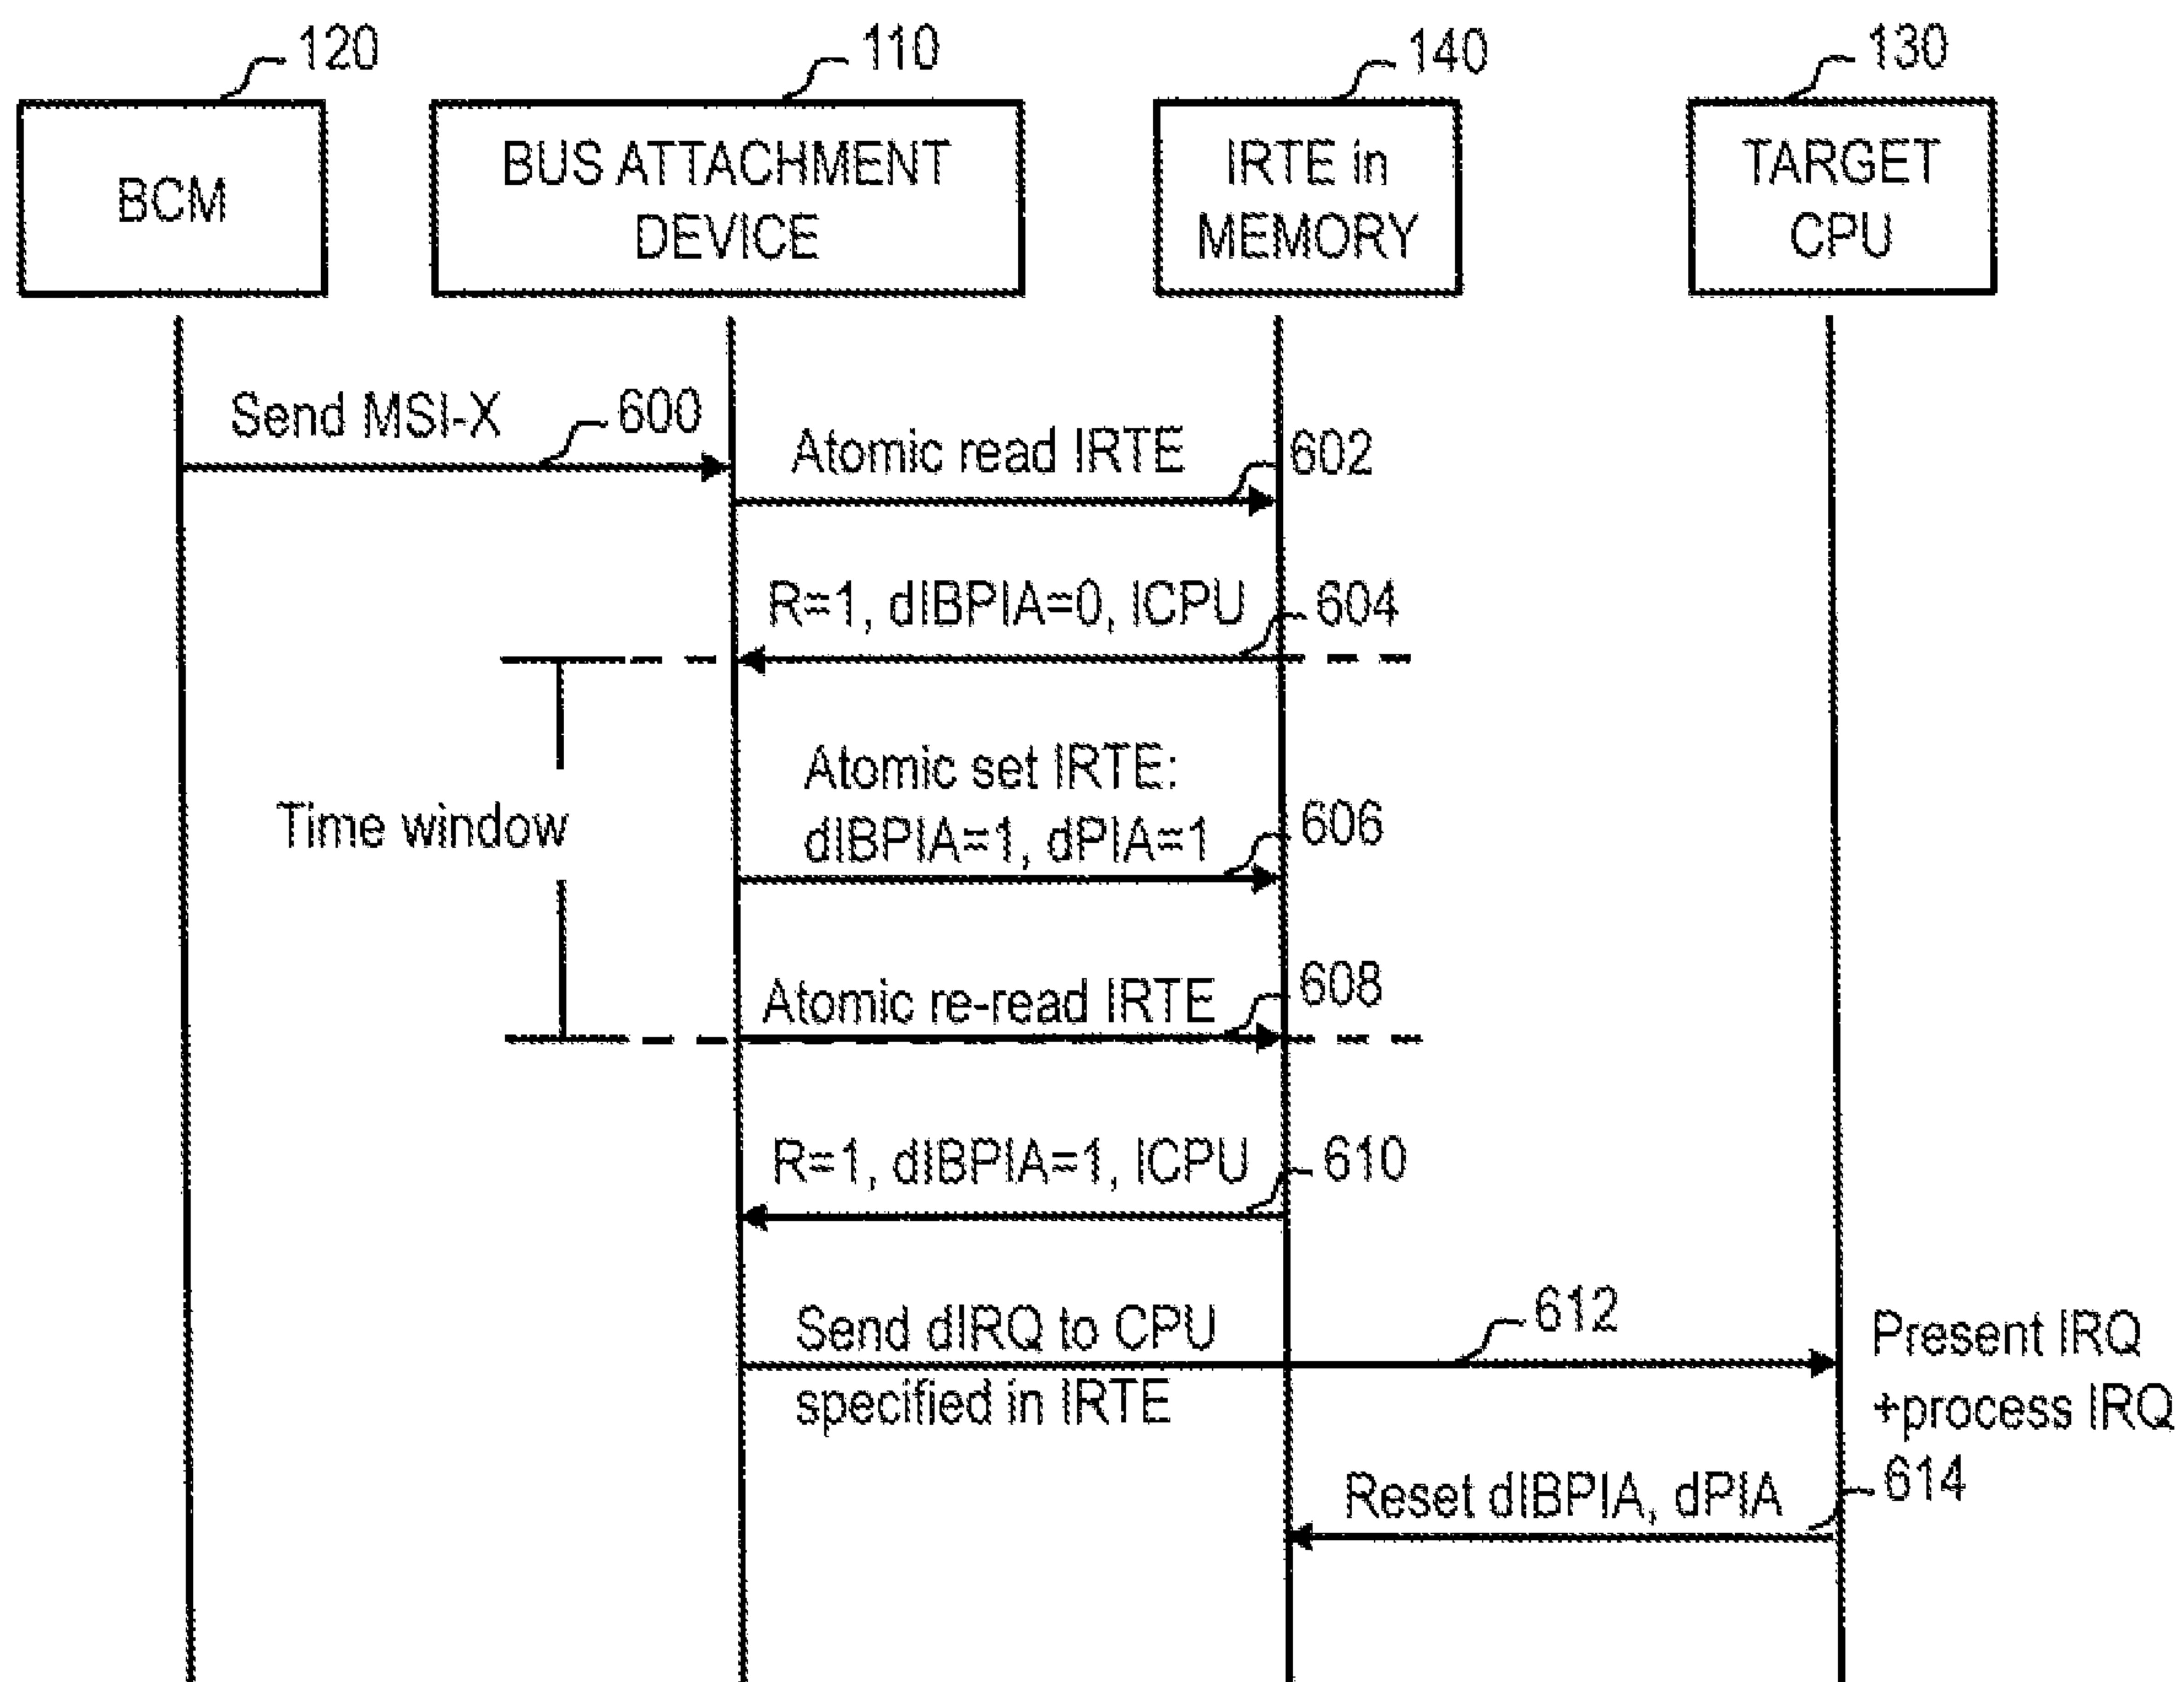 120
110
140
130
BCM
BUS ATTACHMENT
DEVICE
IRTE in
MEMORY
TARGET
CPU
Send MSI-X
600
Atomic read IRTE
602
R=1, dIBPIA=0, ICPU
604
Time window
Atomic set IRTE:
dIBPIA=1, dPIA=1
606
Atomic re-read IRTE
608
R=1, dIBPIA=1, ICPU
610
Send dIRQ to CPU
specified in IRTE
612
Present IRQ
+process IRQ
Reset dIBPIA, dPIA
614